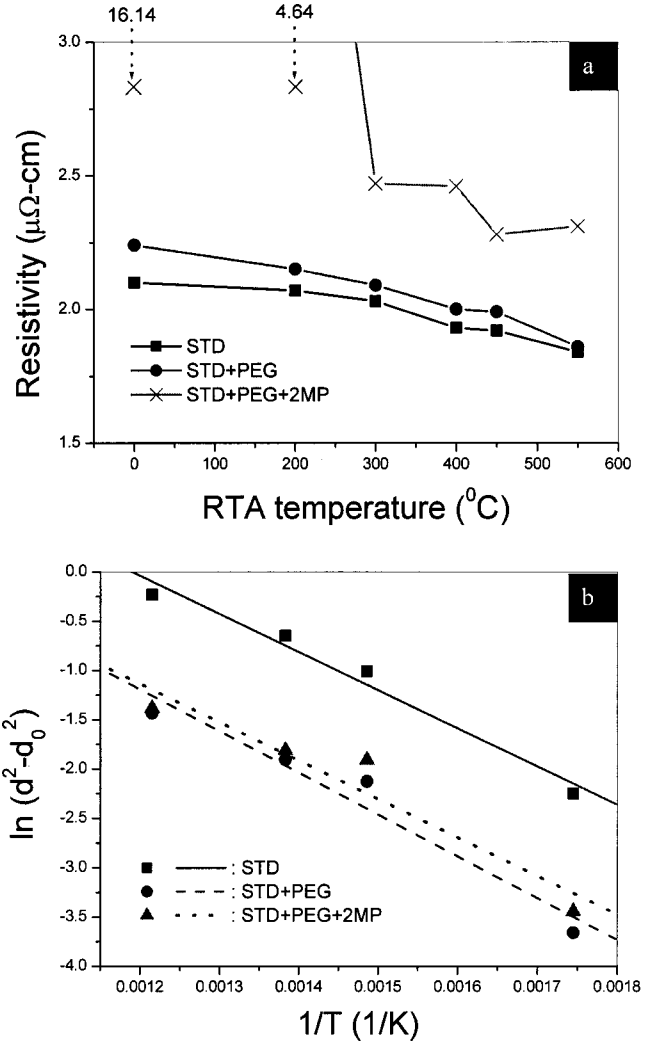 16.14 4.64
3.0
2.5
2.0
1.5
Resistivity (μΩ-cm)
a
STD
STD+PEG
STD+PEG+2MP
0 100 200 300 400 500 600
RTA temperature (⁰C)
0.0
-0.5
-1.0
-1.5
-2.0
-2.5
-3.0
-3.5
-4.0
ln (d²-d₀²)
b
: STD
: STD+PEG
: STD+PEG+2MP
0.0012 0.0013 0.0014 0.0015 0.0016 0.0017 0.0018
1/T (1/K)